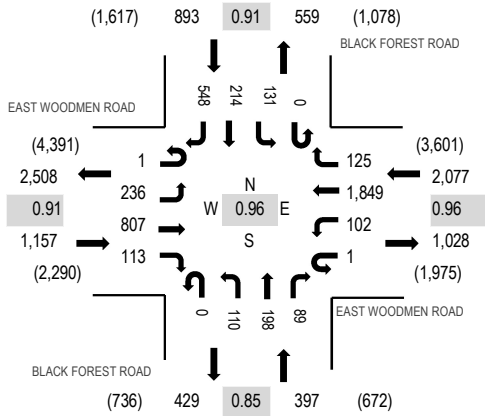 (1,617) 893 0.91 559 (1,078)
BLACK FOREST ROAD
548 214 131 0
EAST WOODMEN ROAD
(4,391) (3,601)
1 125
2,508 2,077
236 N 1,849
0.91 W 0.96 E 0.96
807 102
1,157 S 1,028
113 1
(2,290) (1,975)
0 110 198 89
EAST WOODMEN ROAD
BLACK FOREST ROAD
(736) 429 0.85 397 (672)